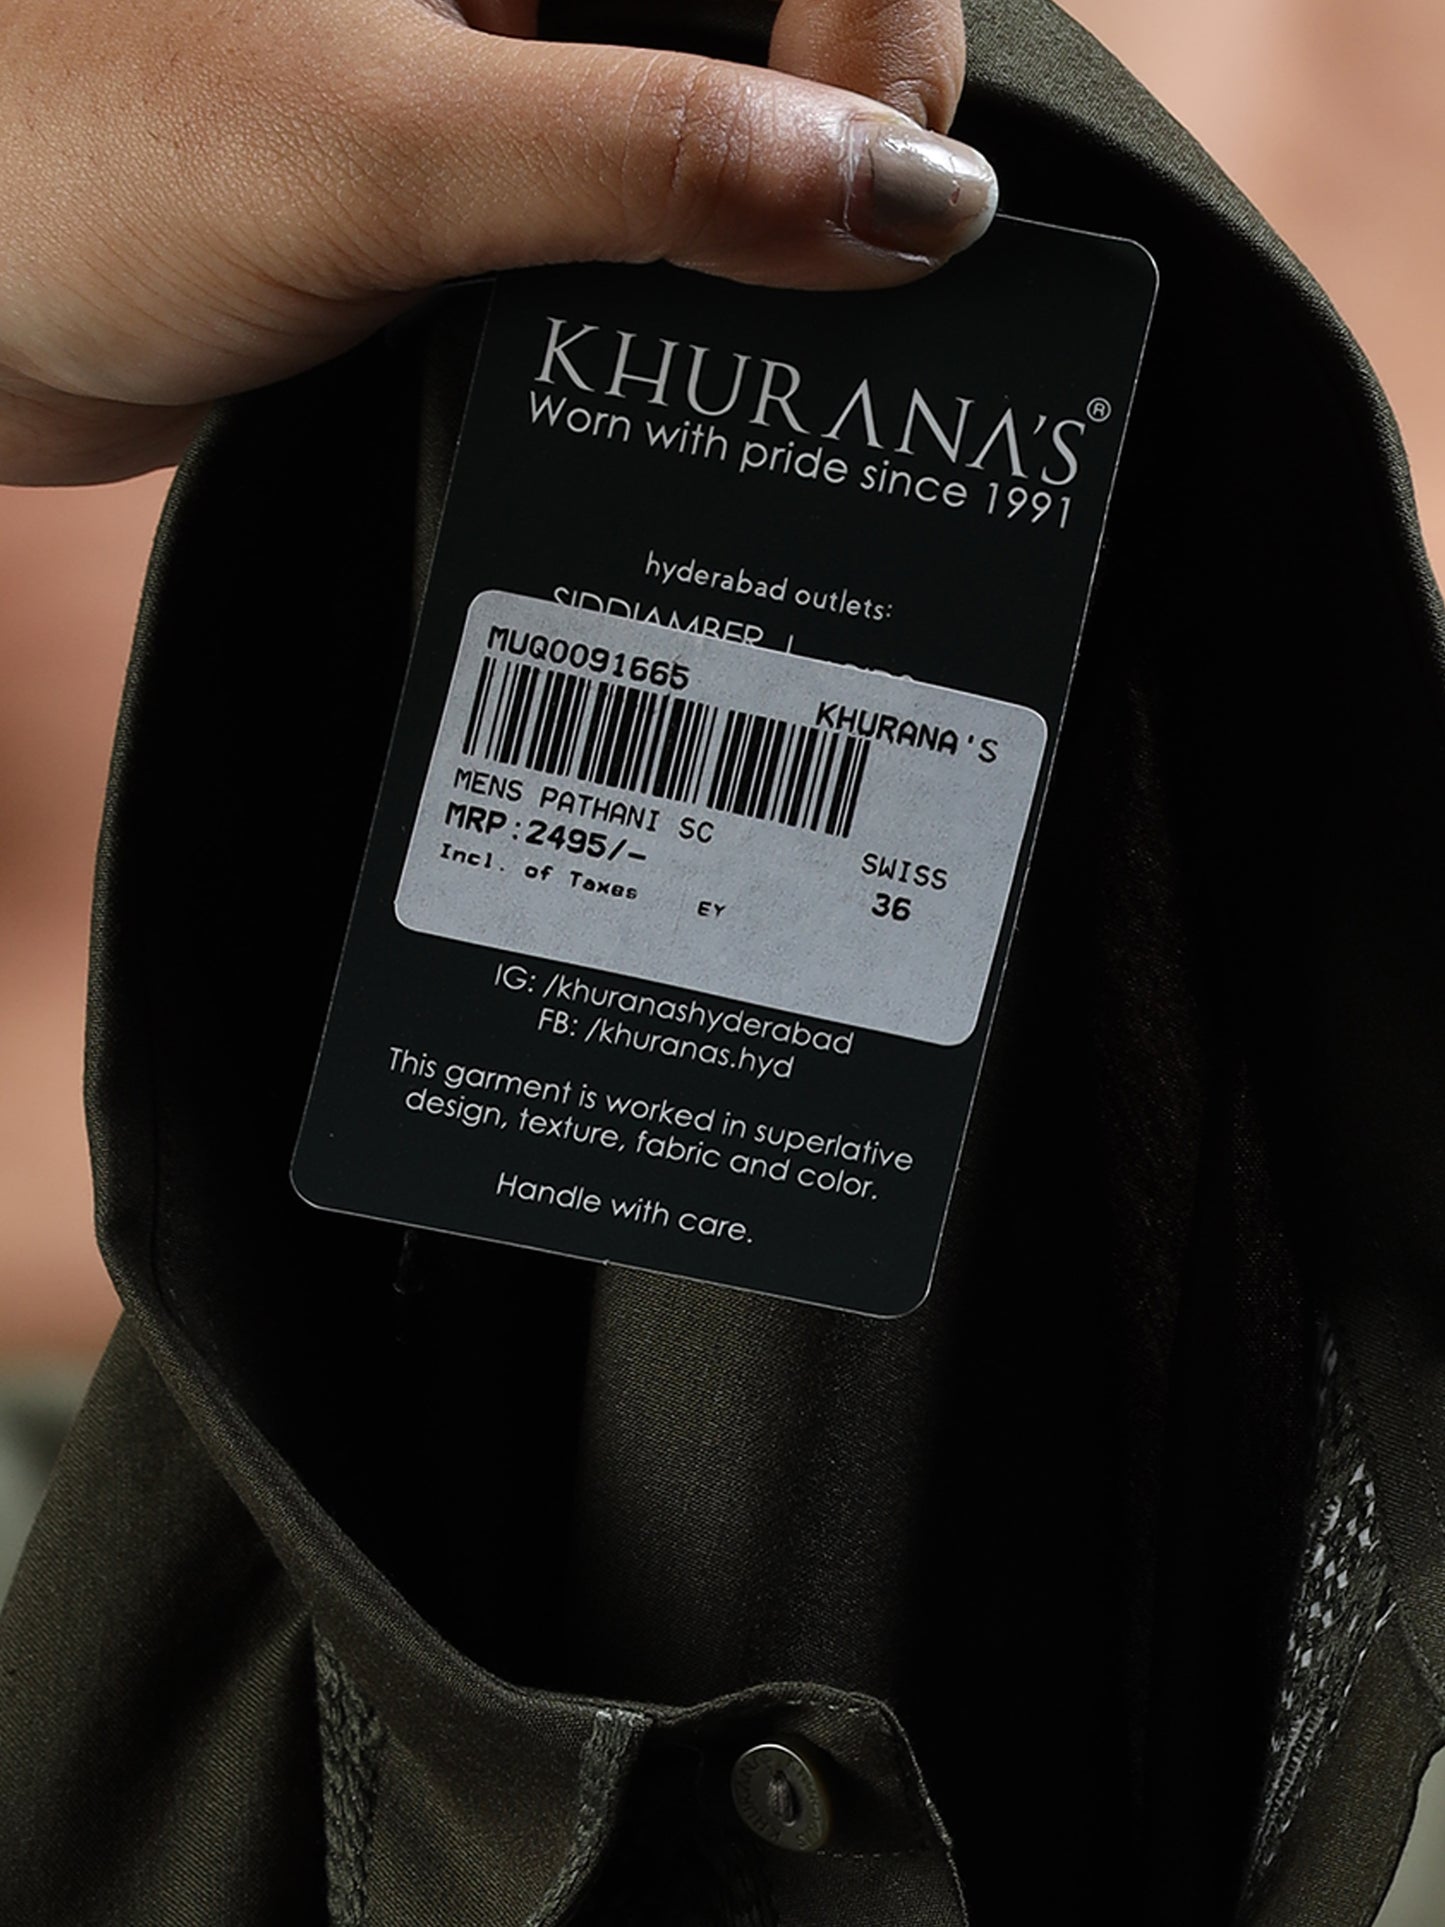 KHURANA'S®
Worn with pride since 1991
hyderabad outlets:
SIDDIAMBER |
MUQ0091665
KHURANA'S
MENS PATHANI SC
MRP:2495/-
SWISS
Incl. of Taxes
EY
36
IG: /khuranashyderabad
FB: /khuranas.hyd
This garment is worked in superlative
design, texture, fabric and color.
Handle with care.